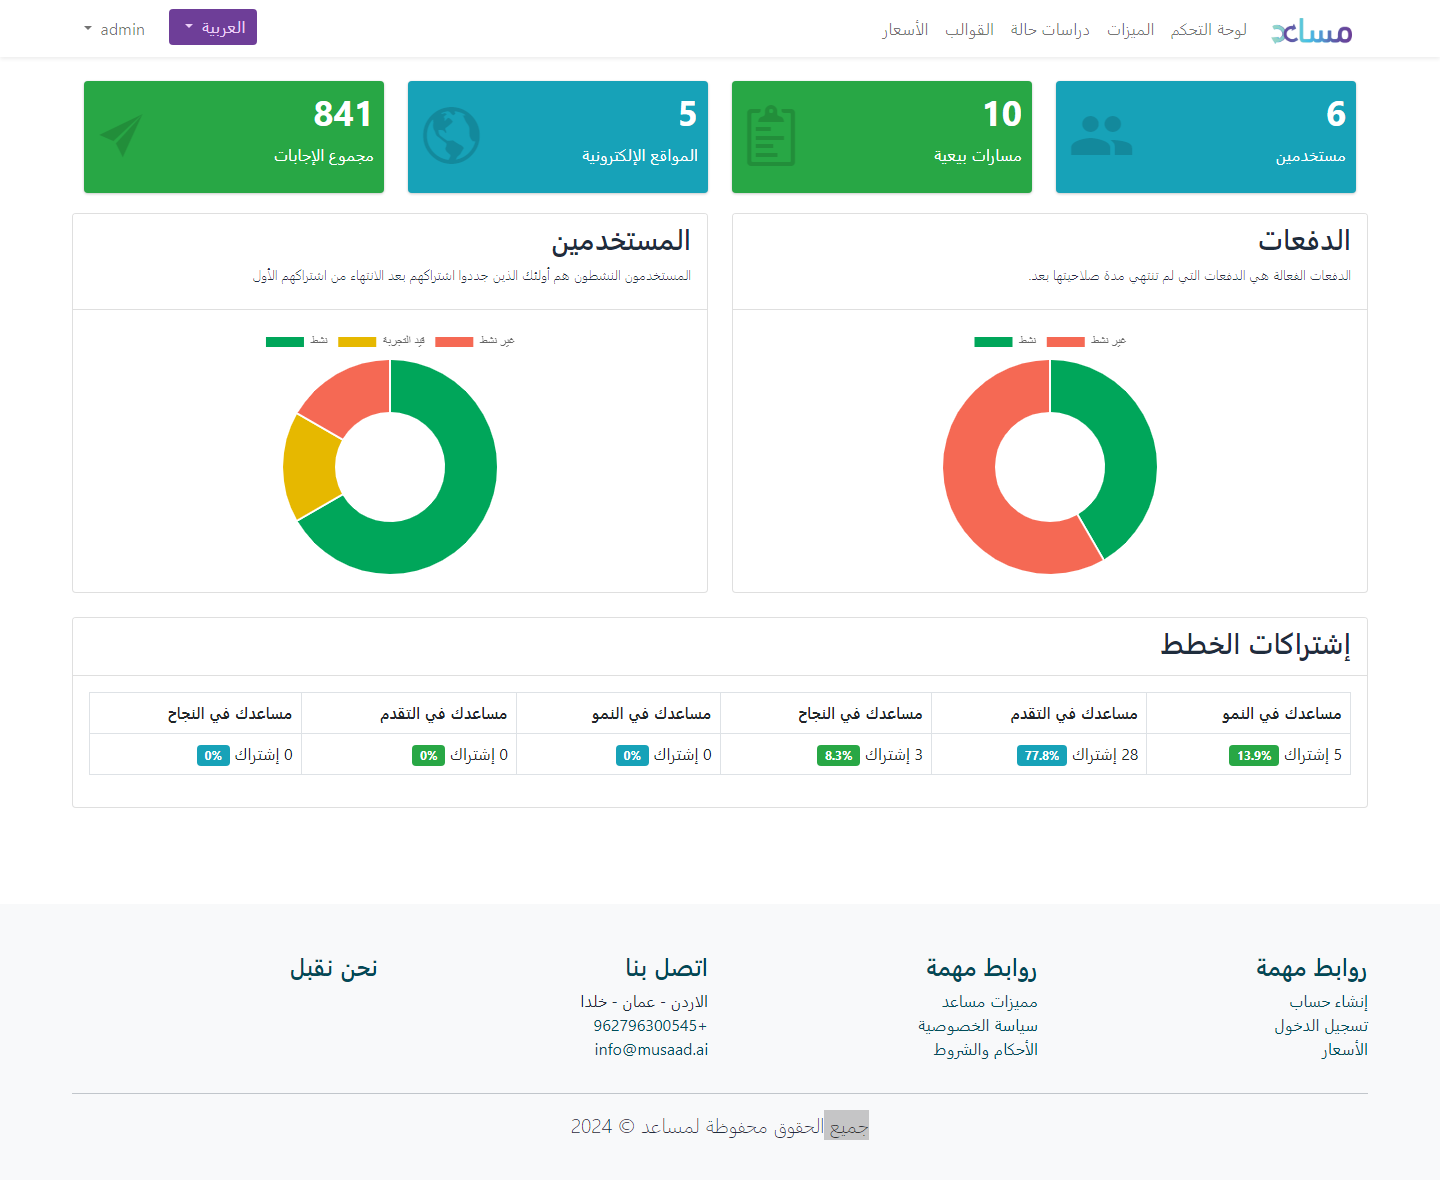 مساعد
لوحة التحكم
الميزات
دراسات حالة
القوالب
الأسعار
العربية
admin
6
مستخدمين
10
مسارات بيعية
5
المواقع الإلكترونية
841
مجموع الإجابات
الدفعات
الدفعات الفعالة هي الدفعات التي لم تنتهي مدة صلاحيتها بعد.
غير نشط
نشط
المستخدمين
المستخدمون النشطون هم أولئك الذين جددوا اشتراكهم بعد الانتهاء من اشتراكهم الأول
غير نشط
قيد التجربة
نشط
إشتراكات الخطط
مساعدك في النمو
مساعدك في التقدم
مساعدك في النجاح
مساعدك في النمو
مساعدك في التقدم
مساعدك في النجاح
5 إشتراك 13.9%
28 إشتراك 77.8%
3 إشتراك 8.3%
0 إشتراك 0%
0 إشتراك 0%
0 إشتراك 0%
روابط مهمة
إنشاء حساب
تسجيل الدخول
الأسعار
روابط مهمة
مميزات مساعد
سياسة الخصوصية
الأحكام والشروط
اتصل بنا
الاردن - عمان - خلدا
962796300545+
info@musaad.ai
نحن نقبل
جميع الحقوق محفوظة لمساعد © 2024